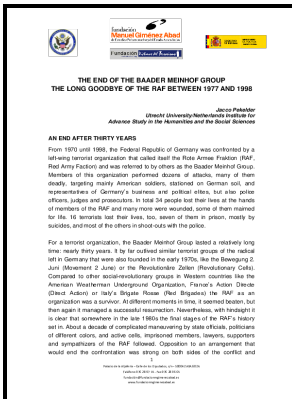 fundación
Manuel Giménez Abad
THE END OF THE BAADER MEINHOF GROUP
THE LONG GOODBYE OF THE RAF BETWEEN 1977 AND 1998
Jacco Pekelder
Utrecht University/Netherlands Institute for
Advance Study in the Humanities and the Social Sciences
AN END AFTER THIRTY YEARS
From 1970 until 1998, the Federal Republic of Germany was confronted by a
left-wing terrorist organization that called itself the Rote Armee Fraktion (RAF,
Red Army Faction) and was referred to by others as the Baader Meinhof Group.
Members of this organization performed dozens of attacks, many of them
deadly, targeting mainly American soldiers, stationed on German soil, and
representatives of Germany's business and political elites, but also police
officers, judges and prosecutors. In total 34 people lost their lives at the hands
of members of the RAF and many more were wounded, some of them maimed
for life. 16 terrorists lost their lives, too, seven of them in prison, mostly by
suicides, and most of the others in shoot-outs with the police.
For a terrorist organization, the Baader Meinhof Group lasted a relatively long
time: nearly thirty years. It by far outlived similar terrorist groups of the radical
left in Germany that were also founded in the early 1970s, like the Bewegung 2.
Juni (Movement 2 June) or the Revolutionäre Zellen (Revolutionary Cells).
Compared to other social-revolutionary groups in Western countries like the
American Weatherman Underground Organization, France's Action Directe
(Direct Action) or Italy's Brigate Rosse (Red Brigades) the RAF as an
organization was a survivor. At different moments in time, it seemed beaten, but
then again it managed a successful resurrection. Nevertheless, with hindsight it
is clear that somewhere in the late 1980s the final stages of the RAF's history
set in. About a decade of complicated maneuvering by state officials, politicians
of different colors, and active cells, imprisoned members, lawyers, supporters
and sympathizers of the RAF followed. Opposition to an arrangement that
would end the confrontation was strong on both sides of the conflict and
1